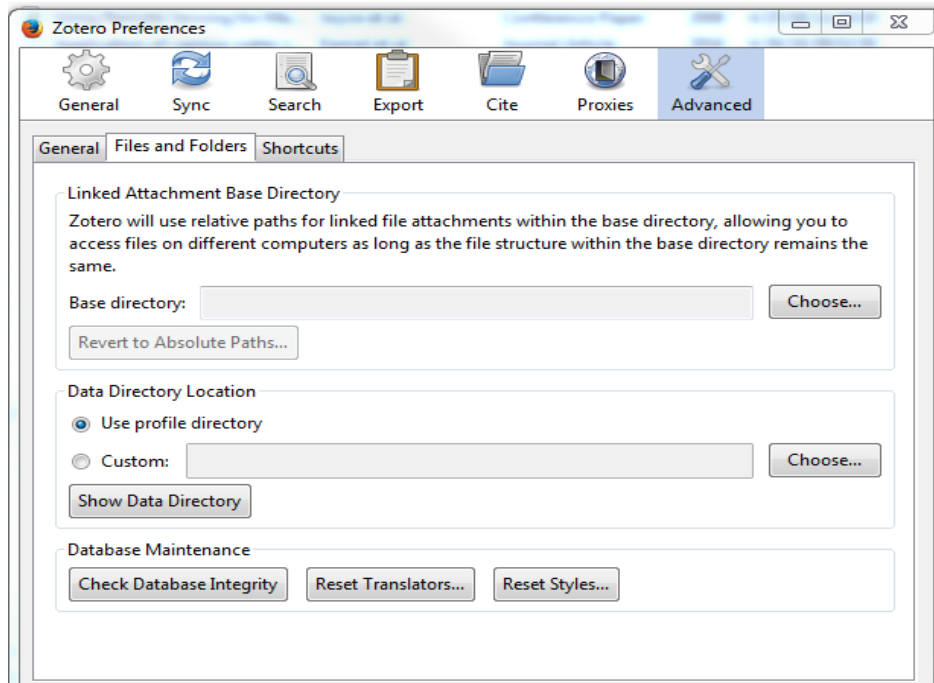 Zotero Preferences
General Sync Search Export Cite Proxies Advanced
General Files and Folders Shortcuts
Linked Attachment Base Directory
Zotero will use relative paths for linked file attachments within the base directory, allowing you to
access files on different computers as long as the file structure within the base directory remains the
same.
Base directory: Choose...
Revert to Absolute Paths...
Data Directory Location
Use profile directory
Custom: Choose...
Show Data Directory
Database Maintenance
Check Database Integrity Reset Translators... Reset Styles...